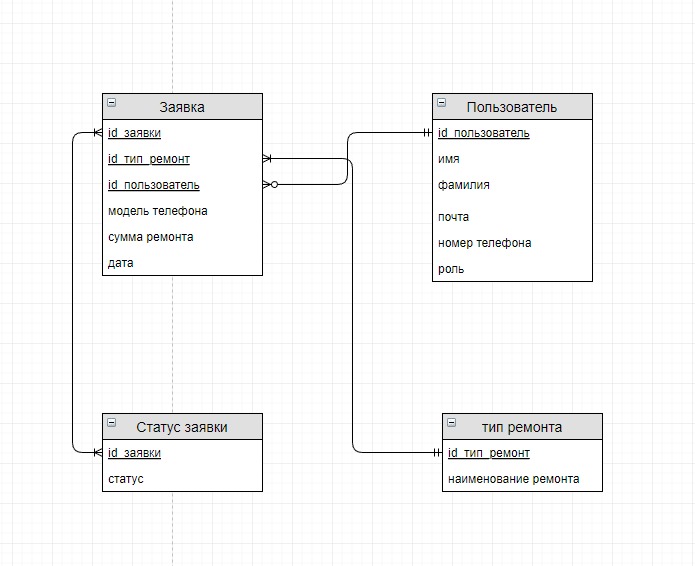 Заявка
id_заявки
id_тип_ремонт
id_пользователь
модель телефона
сумма ремонта
дата
Пользователь
id_пользователь
имя
фамилия
почта
номер телефона
роль
Статус заявки
id_заявки
статус
тип ремонта
id_тип_ремонт
наименование ремонта